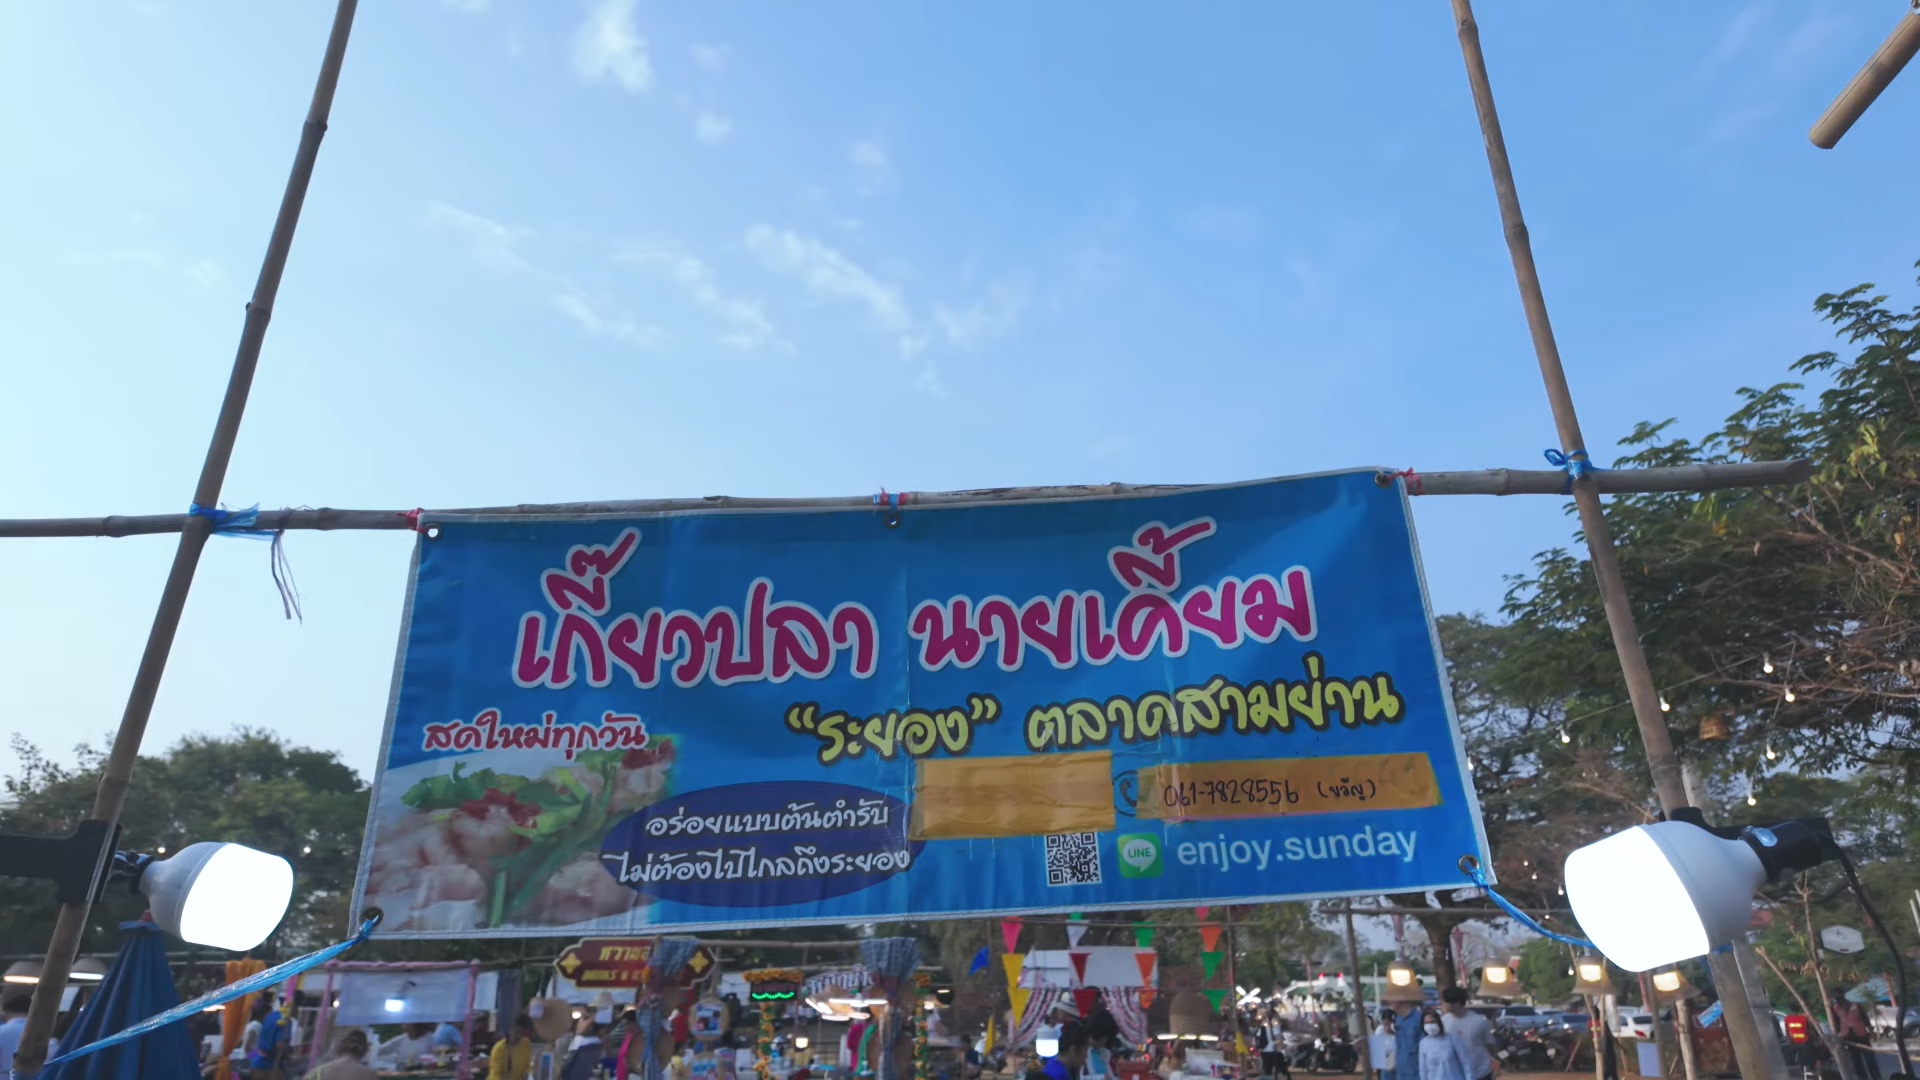 เกี๊ยวปลา นายเคี้ยม
"ระยอง" ตลาดสามย่าน
สดใหม่ทุกวัน
อร่อยแบบต้นตำรับ
ไม่ต้องไปไกลถึงระยอง
061-7828556 (ขวัญ)
LINE enjoy.sunday